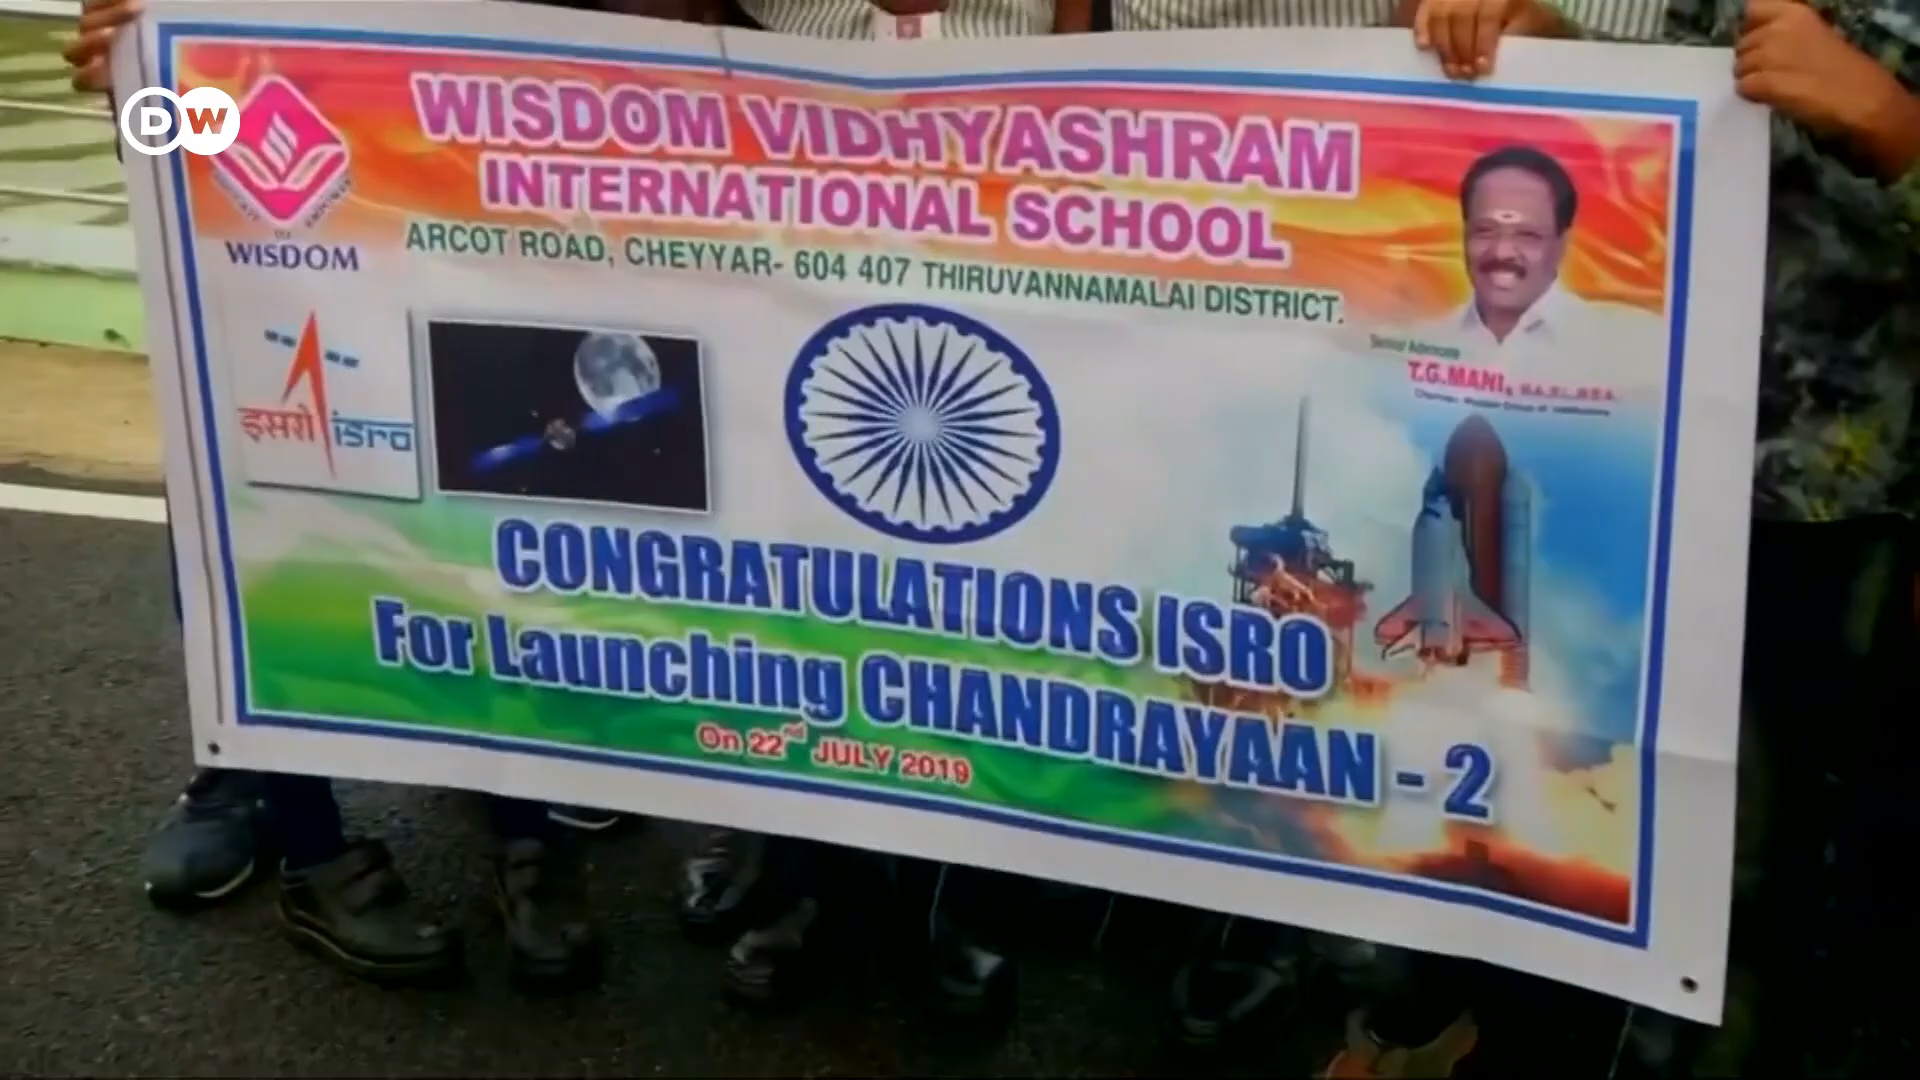 DW
WISDOM VIDHYASHRAM
INTERNATIONAL SCHOOL
ARCOT ROAD, CHEYYAR- 604 407 THIRUVANNAMALAI DISTRICT.
WISDOM
इसरो isro
T.G.MANI,
CONGRATULATIONS ISRO
For Launching CHANDRAYAAN - 2
On 22nd JULY 2019